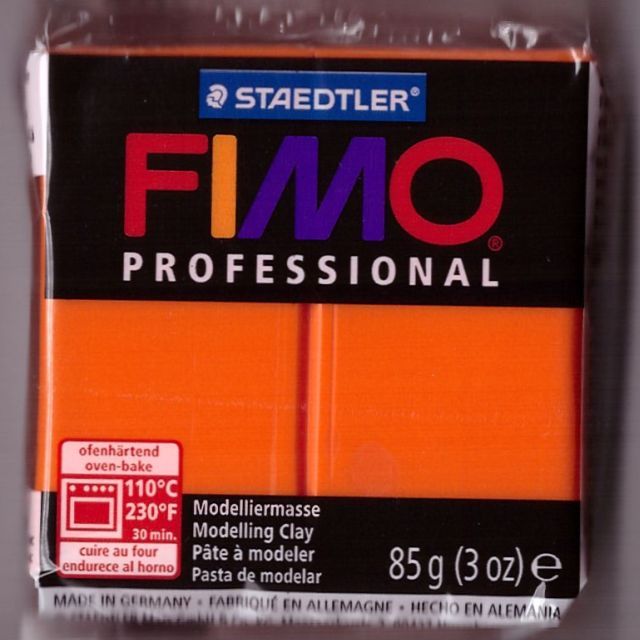 STAEDTLER®
FIMO®
PROFESSIONAL
ofenhärtend
oven-bake
110°C
230°F
30 min.
cuire au four
endurece al horno
Modelliermasse
Modelling Clay
Pâte à modeler
Pasta de modelar
85 g (3 oz) ℮
MADE IN GERMANY • FABRIQUÉ EN ALLEMAGNE • HECHO EN ALEMANIA